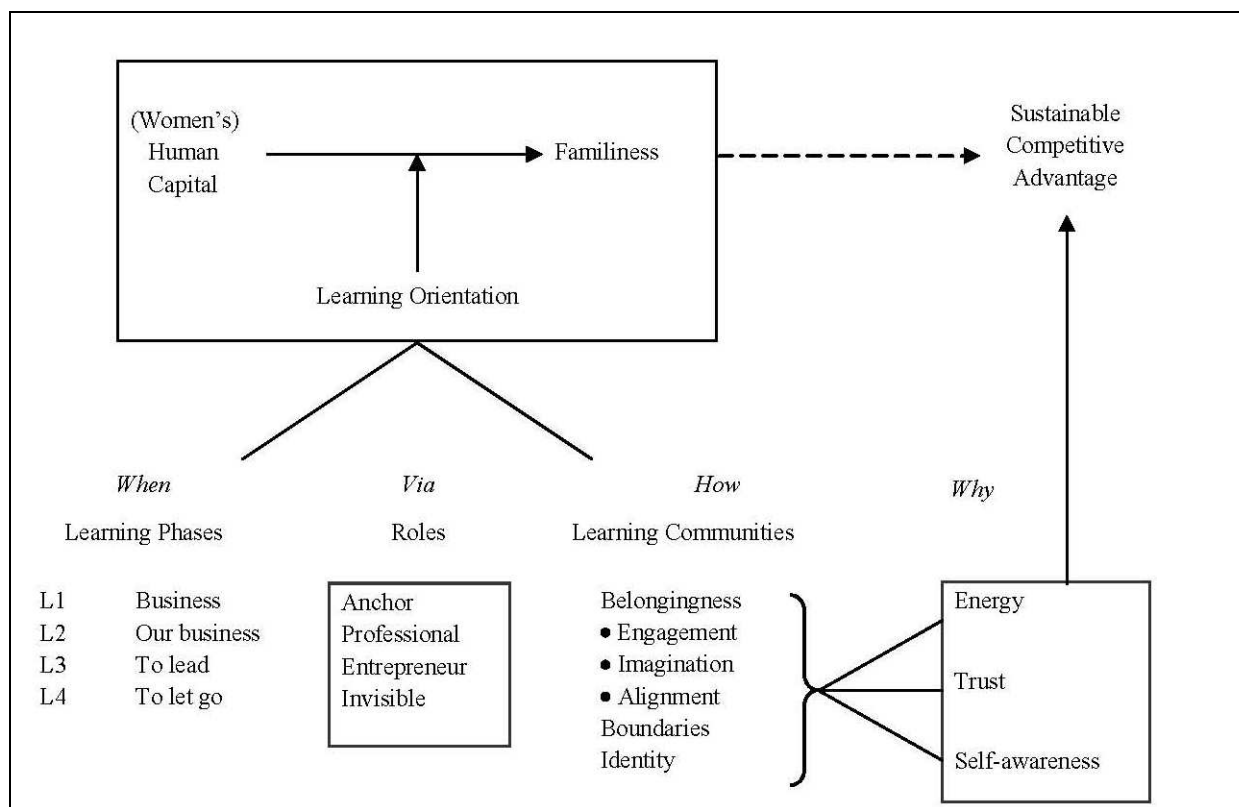 (Women’s)
Human
Capital
Familiness
Learning Orientation
Sustainable
Competitive
Advantage
When
Learning Phases
L1 Business
L2 Our business
L3 To lead
L4 To let go
Via
Roles
Anchor
Professional
Entrepreneur
Invisible
How
Learning Communities
Belongingness
• Engagement
• Imagination
• Alignment
Boundaries
Identity
Why
Energy
Trust
Self-awareness